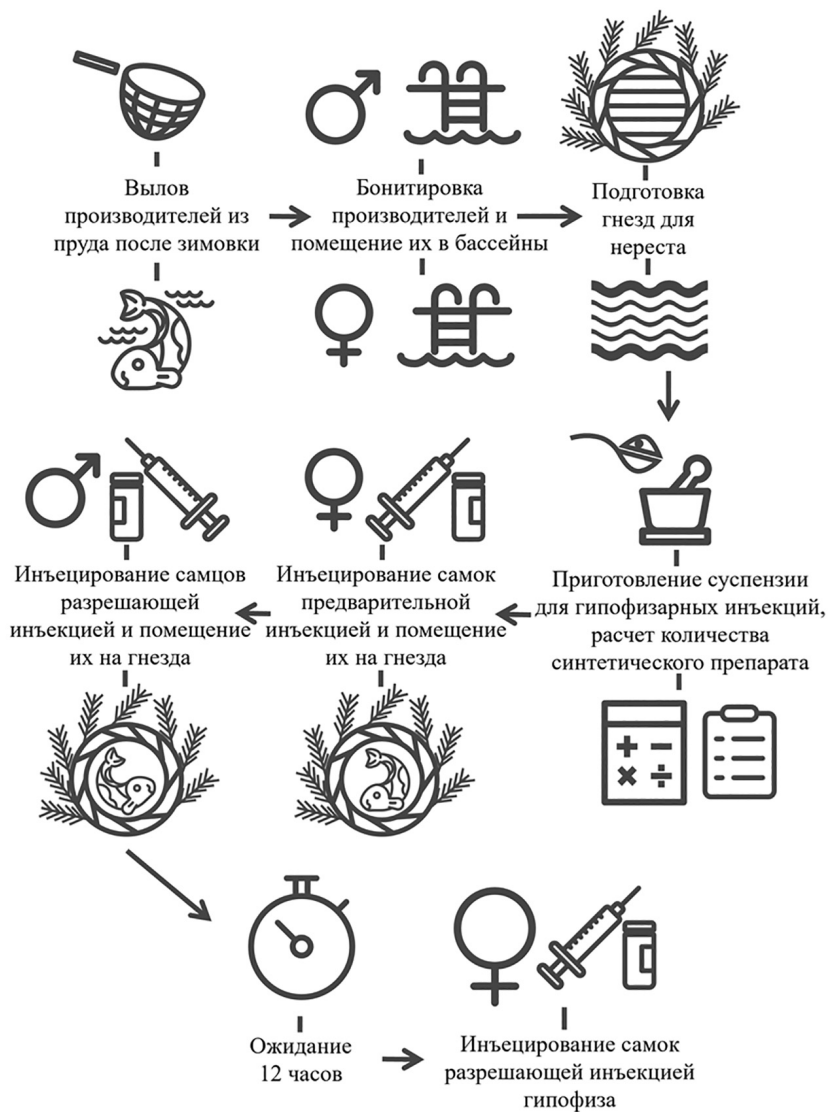 Вылов
производителей из
пруда после зимовки
Бонитировка
производителей и
помещение их в бассейны
Подготовка
гнезд для
нереста
Приготовление суспензии
для гипофизарных инъекций,
расчет количества
синтетического препарата
Инъецирование самок
предварительной
инъекцией и помещение
их на гнезда
Инъецирование самцов
разрешающей
инъекцией и помещение
их на гнезда
Ожидание
12 часов
Инъецирование самок
разрешающей инъекцией
гипофиза